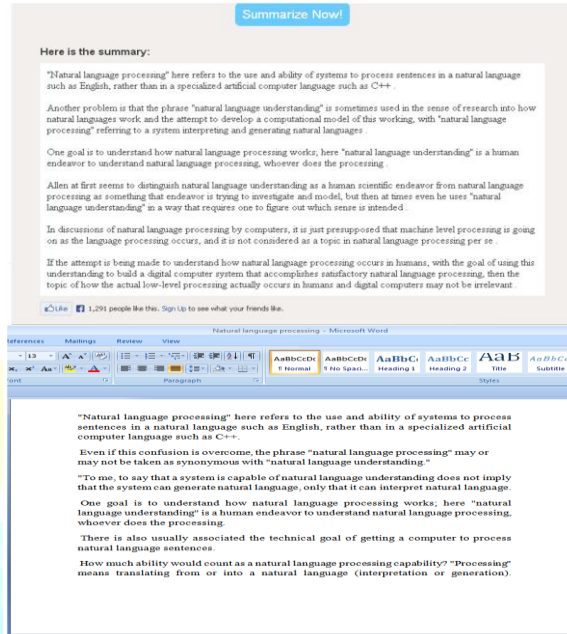 Summarize Now!
Here is the summary:
"Natural language processing" here refers to the use and ability of systems to process sentences in a natural language
such as English, rather than in a specialized artificial computer language such as C++ .
Another problem is that the phrase "natural language understanding" is sometimes used in the sense of research into how
natural languages work and the attempt to develop a computational model of this working, with "natural language
processing" referring to a system interpreting and generating natural languages .
One goal is to understand how natural language processing works; here "natural language understanding" is a human
endeavor to understand natural language processing, whoever does the processing .
Allen at first seems to distinguish natural language understanding as a human scientific endeavor from natural language
processing as something that endeavor is trying to investigate and model, but then at times even he uses "natural
language understanding" in a way that requires one to figure out which sense is intended .
In discussions of natural language processing by computers, it is just presupposed that machine level processing is going
on as the language processing occurs, and it is not considered as a topic in natural language processing per se .
If the attempt is being made to understand how natural language processing occurs in humans, with the goal of using this
understanding to build a digital computer system that accomplishes satisfactory natural language processing, then the
topic of how the actual low-level processing actually occurs in humans and digital computers may not be irrelevant .
Like 1,291 people like this. Sign Up to see what your friends like.
Natural language processing - Microsoft Word
References Mailings Review View
13 A A Aa
AaBbCcDc AaBbCcDc AaBbC AaBbCc AaB AaBbCc
¶ Normal ¶ No Spaci... Heading 1 Heading 2 Title Subtitle
Font Paragraph Styles
"Natural language processing" here refers to the use and ability of systems to process
sentences in a natural language such as English, rather than in a specialized artificial
computer language such as C++.
Even if this confusion is overcome, the phrase "natural language processing" may or
may not be taken as synonymous with "natural language understanding."
"To me, to say that a system is capable of natural language understanding does not imply
that the system can generate natural language, only that it can interpret natural language.
One goal is to understand how natural language processing works; here "natural
language understanding" is a human endeavor to understand natural language processing,
whoever does the processing.
There is also usually associated the technical goal of getting a computer to process
natural language sentences.
How much ability would count as a natural language processing capability? "Processing"
means translating from or into a natural language (interpretation or generation).